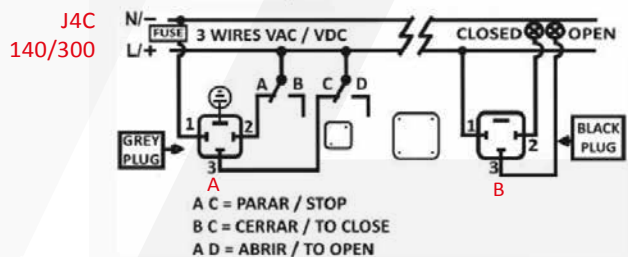 J4C
140/300
N/-
FUSE
3 WIRES VAC / VDC
L/+
CLOSED
OPEN
A B C D
1 2
GREY
PLUG
3
A
1
2
3
B
BLACK
PLUG
A C = PARAR / STOP
B C = CERRAR / TO CLOSE
A D = ABRIR / TO OPEN